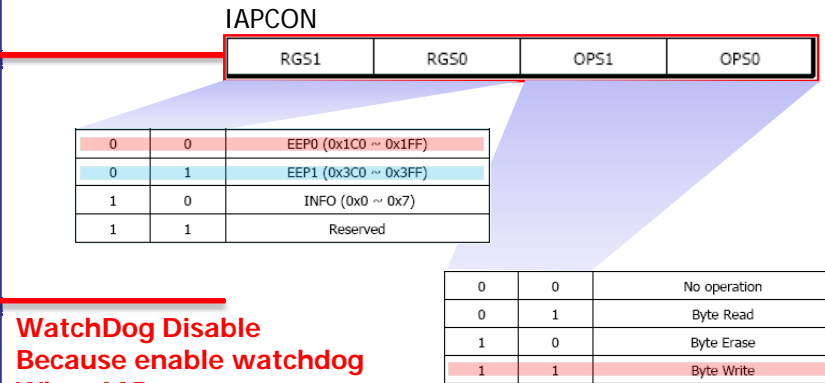 IAPCON
RGS1 RGS0 OPS1 OPS0
0 0 EEP0 (0x1C0 ~ 0x1FF)
0 1 EEP1 (0x3C0 ~ 0x3FF)
1 0 INFO (0x0 ~ 0x7)
1 1 Reserved
0 0 No operation
0 1 Byte Read
1 0 Byte Erase
1 1 Byte Write
WatchDog Disable
Because enable watchdog